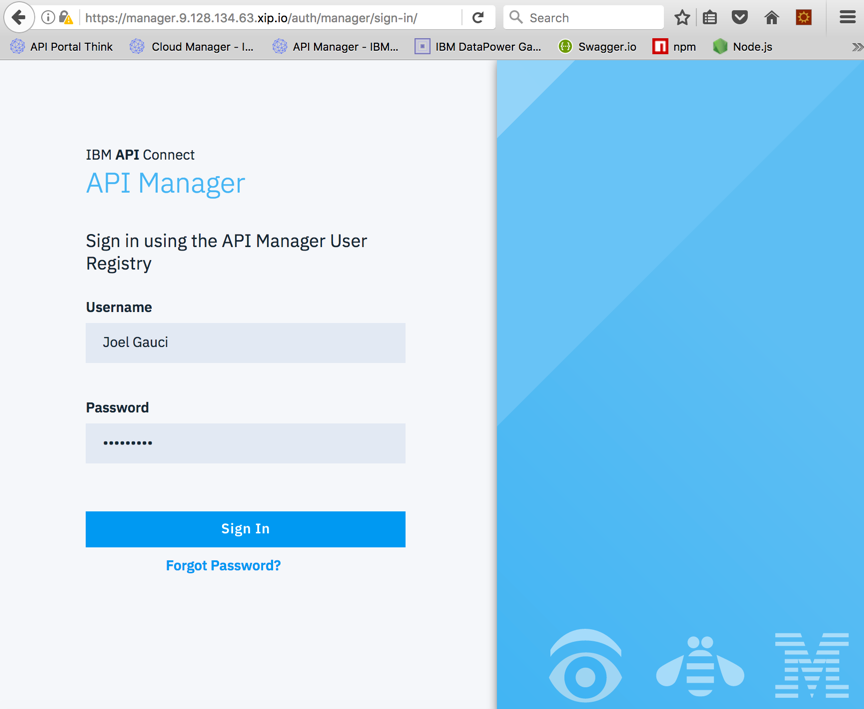 https://manager.9.128.134.63.xip.io/auth/manager/sign-in/
Search
API Portal Think
Cloud Manager - I...
API Manager - IBM...
IBM DataPower Ga...
Swagger.io
npm
Node.js
IBM API Connect
API Manager
Sign in using the API Manager User
Registry
Username
Joel Gauci
Password
•••••••••
Sign In
Forgot Password?